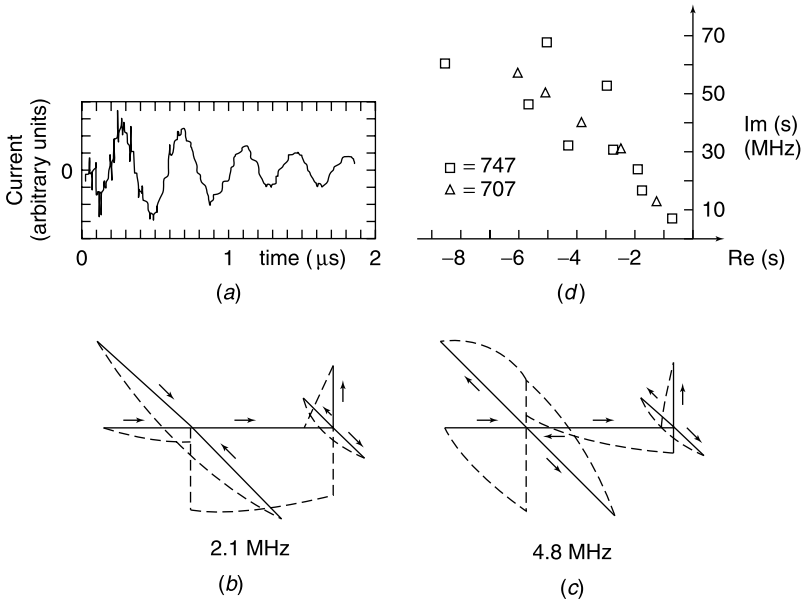 Current
(arbitrary units)
0
0
1
time (μs)
2
(a)
70
50
30
10
Im (s)
(MHz)
□ = 747
△ = 707
−8
−6
−4
−2
Re (s)
(d)
2.1 MHz
(b)
4.8 MHz
(c)